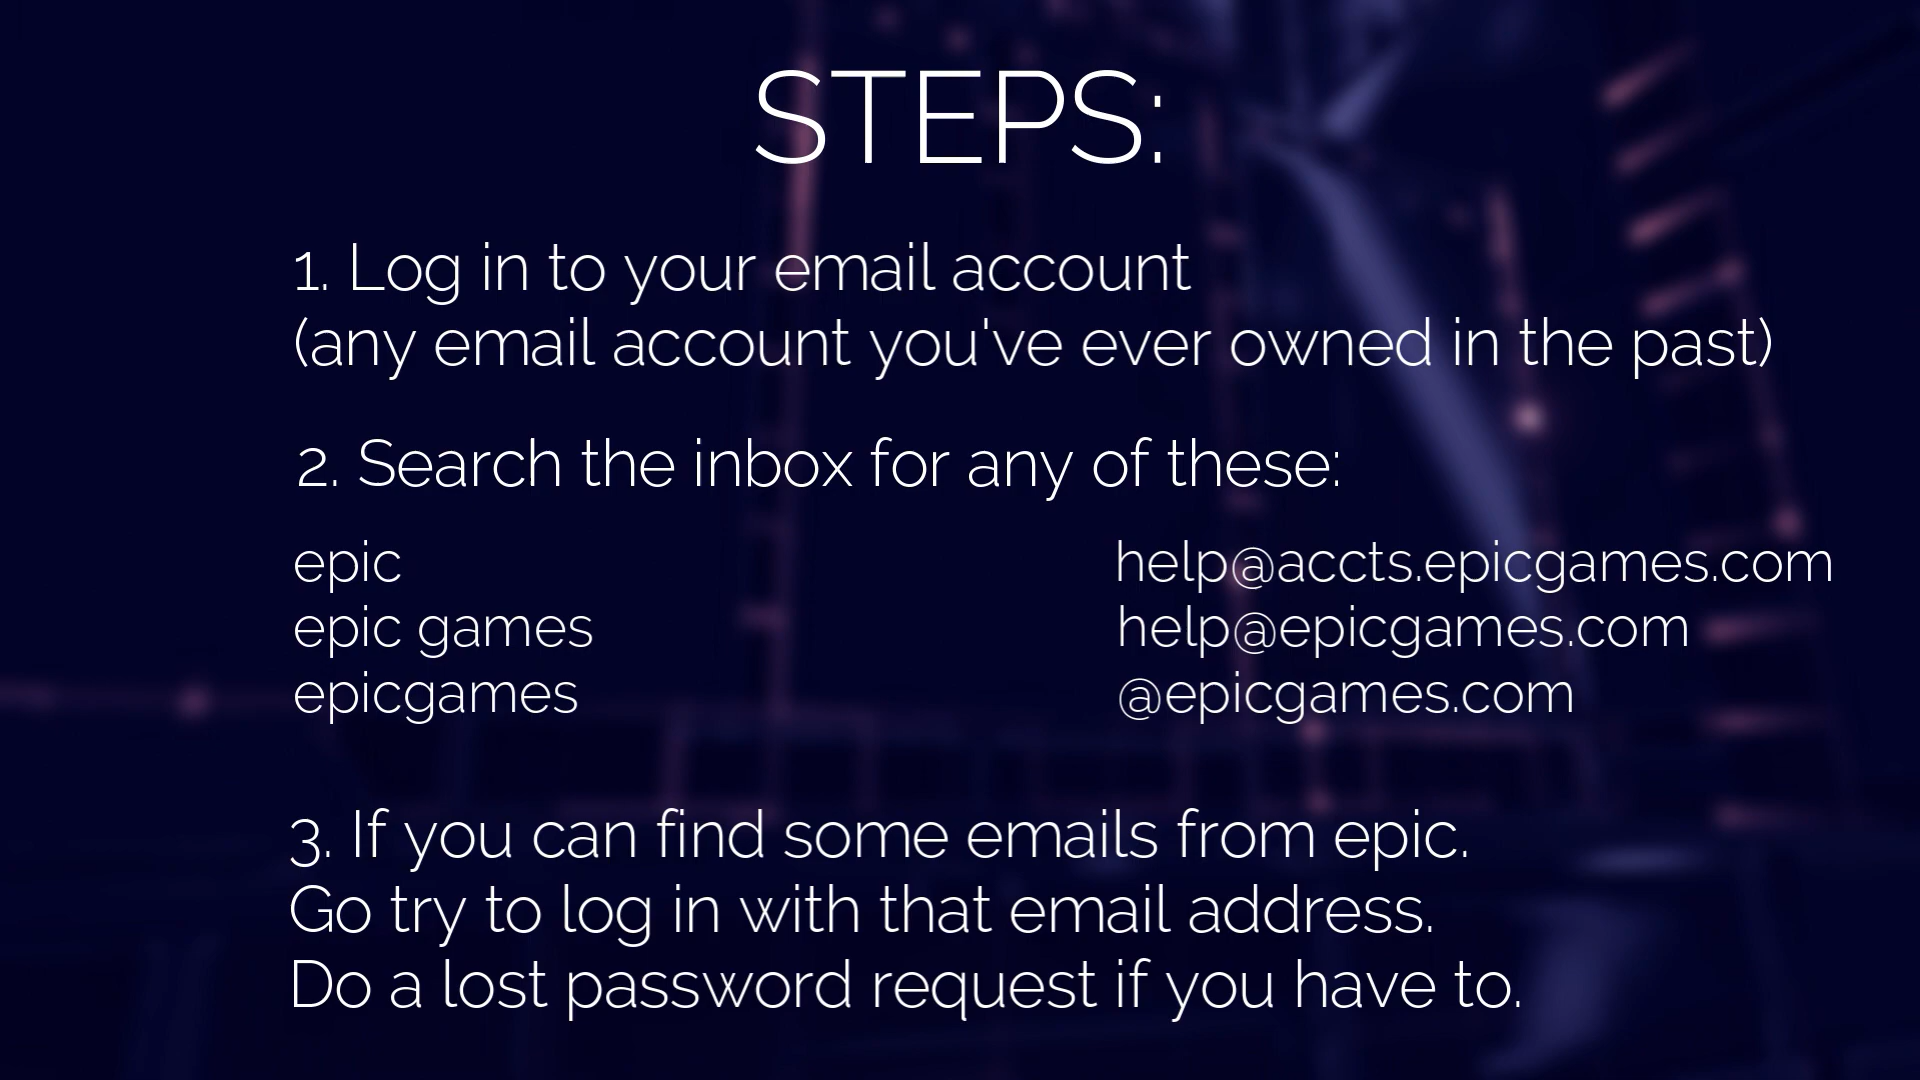 STEPS:
1. Log in to your email account
(any email account you've ever owned in the past)
2. Search the inbox for any of these:
epic
epic games
epicgames
help@accts.epicgames.com
help@epicgames.com
@epicgames.com
3. If you can find some emails from epic.
Go try to log in with that email address.
Do a lost password request if you have to.